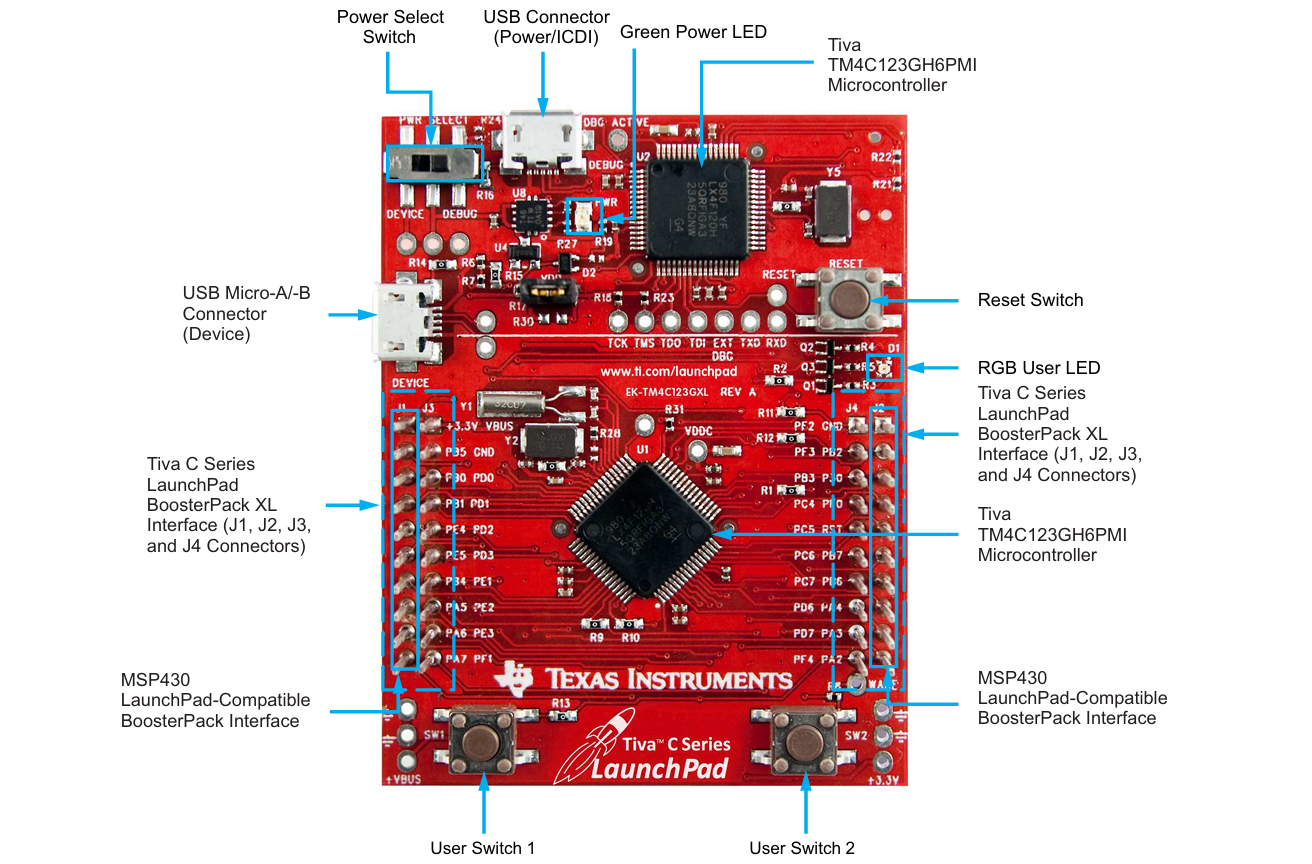 Power Select
Switch
USB Connector
(Power/ICDI)
Green Power LED
Tiva
TM4C123GH6PMI
Microcontroller
PWR SELECT
R24
DBG ACTIVE
U2
R22
DEBUG
R21
Y5
R16
U8
PWR
DEVICE DEBUG
R19
R27
U4
R14
R6
R15
D2
R7
RESET
RESET
R17
R18
R23
R30
USB Micro-A/-B
Connector
(Device)
Reset Switch
TCK TMS TDO TDI EXT TXD RXD
DBG
Q2
R4
D1
www.ti.com/launchpad
R2
Q3
R5
RGB User LED
DEVICE
EK-TM4C123GXL REV A
Q1
R3
Tiva C Series
LaunchPad
BoosterPack XL
Interface (J1, J2, J3,
and J4 Connectors)
J1 J3
Y1
R31
R11
J4
+3.3V VBUS
PF2 GND
Y2
R28
VDDC
R12
U1
PB5 GND
PF3 PB2
Tiva C Series
LaunchPad
BoosterPack XL
Interface (J1, J2, J3,
and J4 Connectors)
PB0 PD0
R1
PB3 PE0
PB1 PD1
PC4 PF0
PE4 PD2
PC5 RST
PE5 PD3
PC6 PB7
PB4 PE1
PC7 PB6
PA5 PE2
PD6 PA4
PA6 PE3
PD7 PA3
PA7 PF1
PF4 PA2
Tiva
TM4C123GH6PMI
Microcontroller
R9 R10
TEXAS INSTRUMENTS
MSP430
LaunchPad-Compatible
BoosterPack Interface
MSP430
LaunchPad-Compatible
BoosterPack Interface
R13
SW1
SW2
Tiva™ C Series
LaunchPad
+VBUS
+3.3V
User Switch 1
User Switch 2